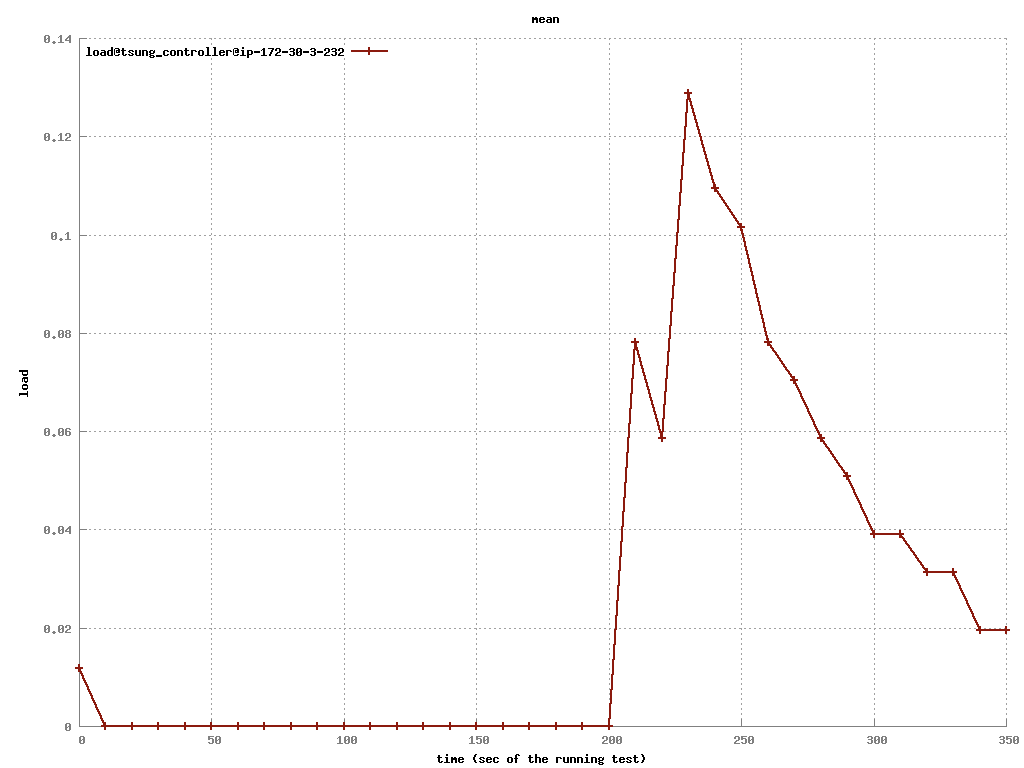 mean
load@tsung_controller@ip-172-30-3-232
0.14
0.12
0.1
0.08
0.06
0.04
0.02
0
load
0 50 100 150 200 250 300 350
time (sec of the running test)